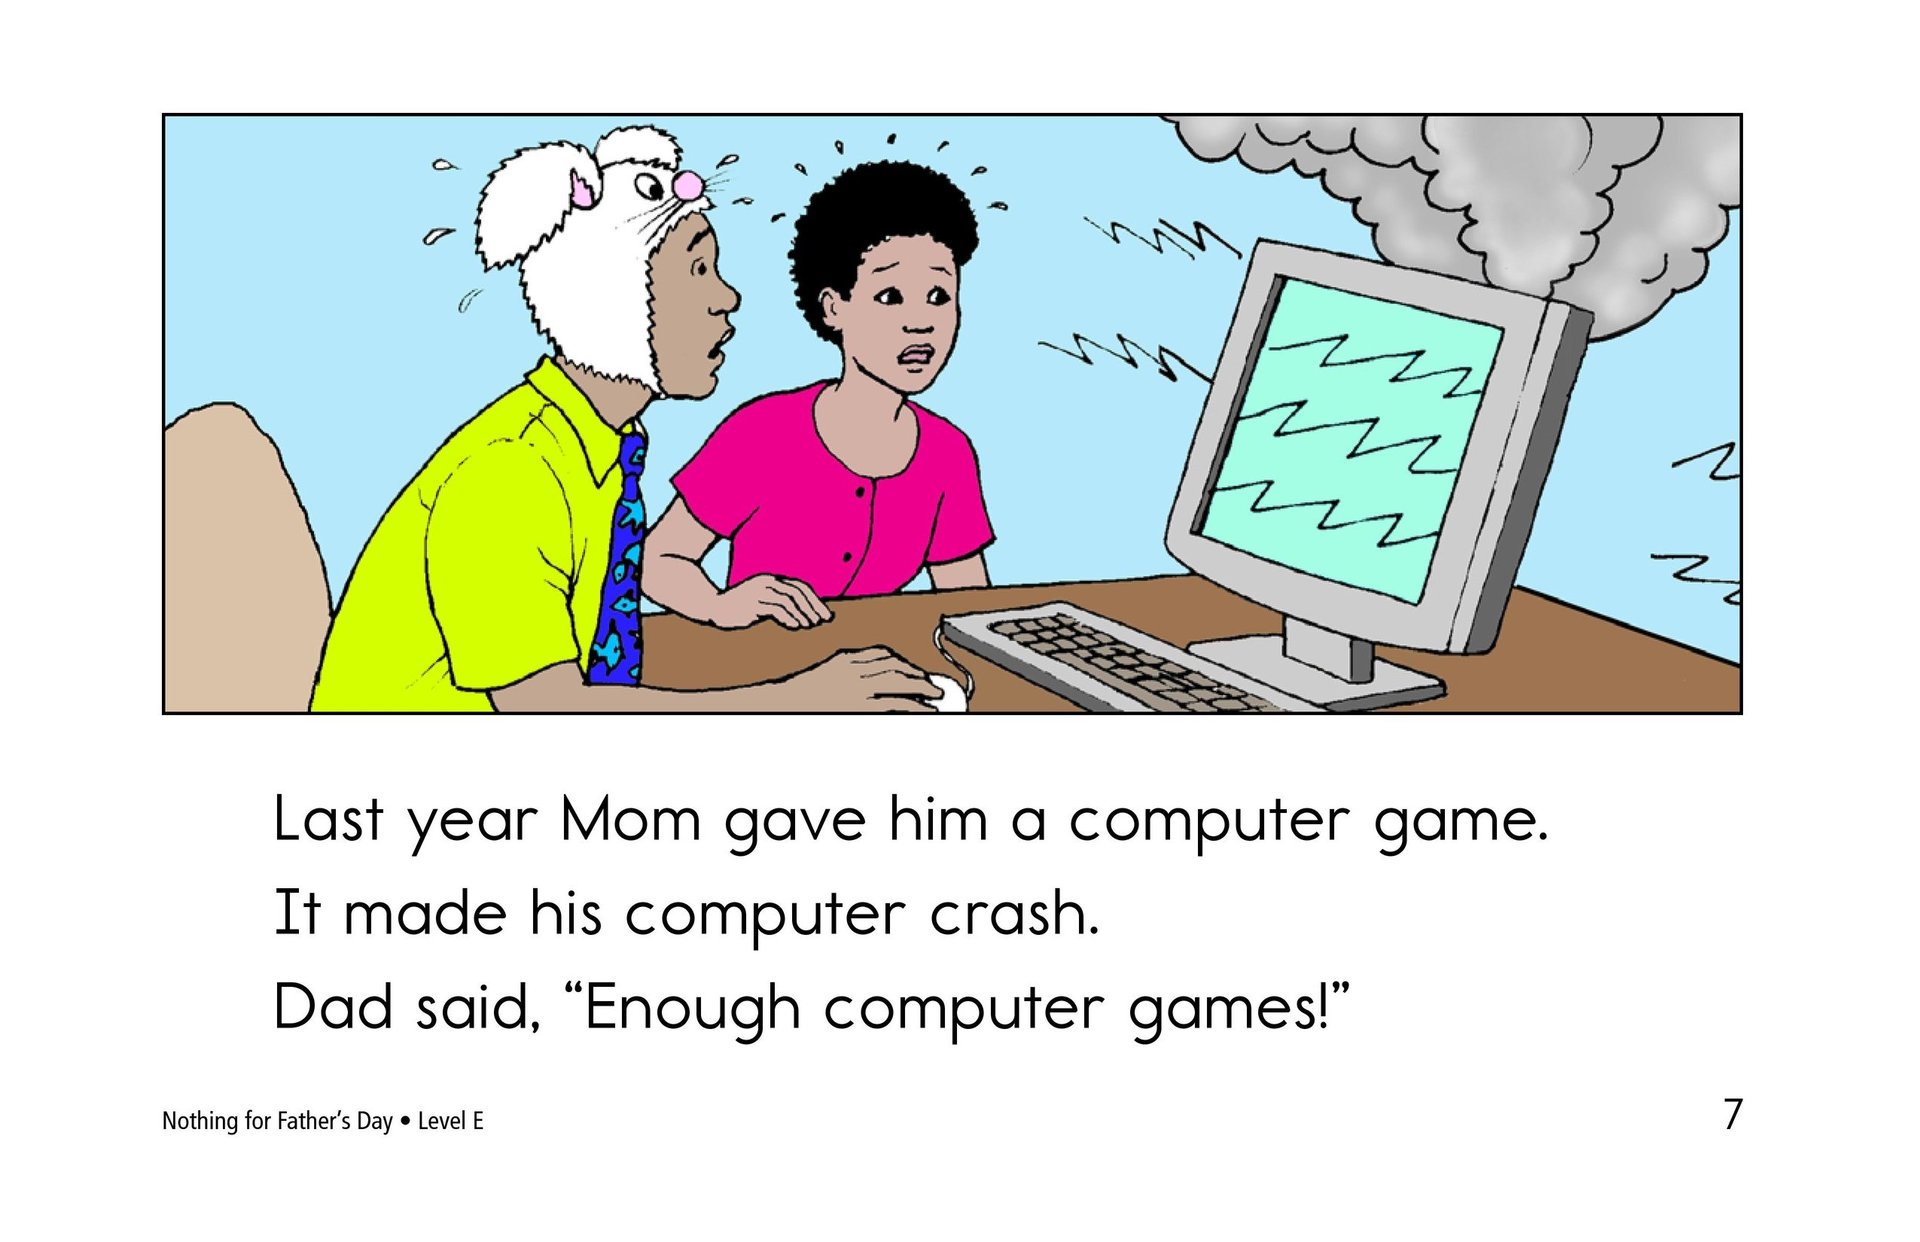 Last year Mom gave him a computer game.
It made his computer crash.
Dad said, “Enough computer games!”
Nothing for Father’s Day • Level E
7